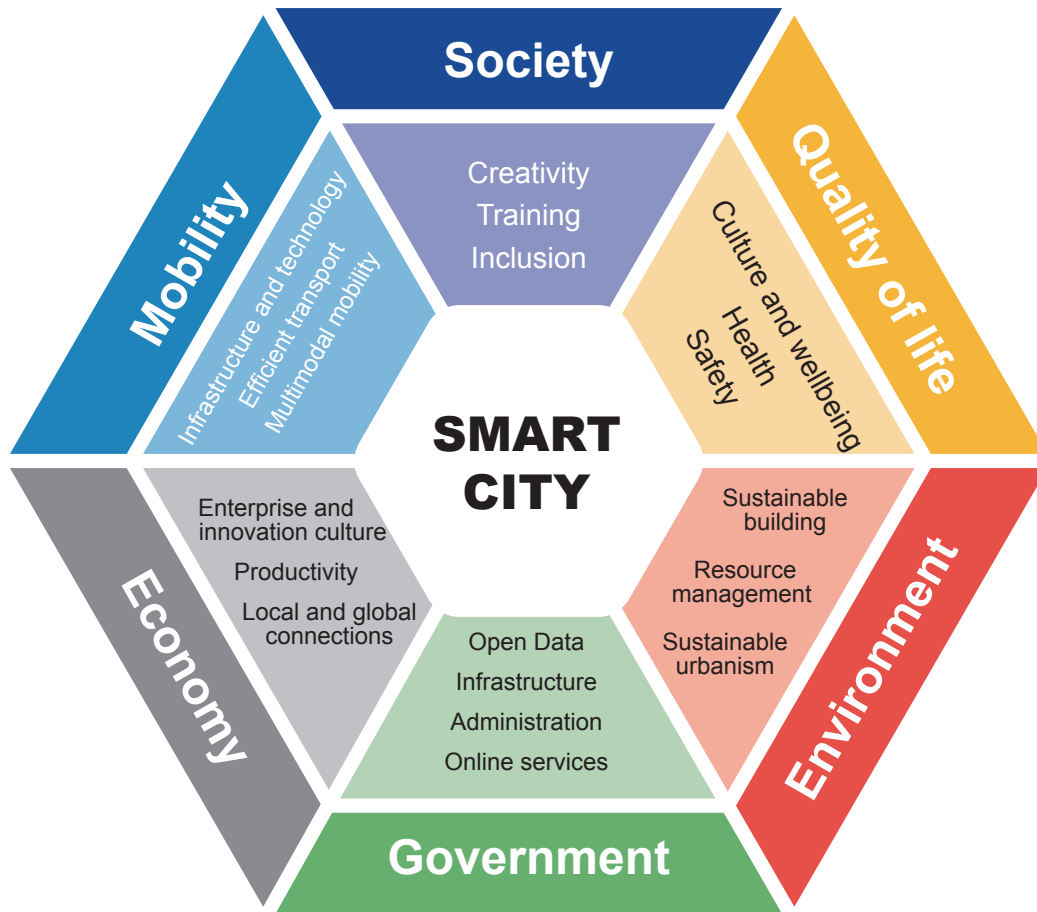 Society
Creativity
Training
Inclusion
Quality of life
Culture and wellbeing
Health
Safety
Environment
Sustainable
building
Resource
management
Sustainable
urbanism
Government
Open Data
Infrastructure
Administration
Online services
Economy
Enterprise and
innovation culture
Productivity
Local and global
connections
Mobility
Infrastructure and technology
Efficient transport
Multimodal mobility
SMART
CITY